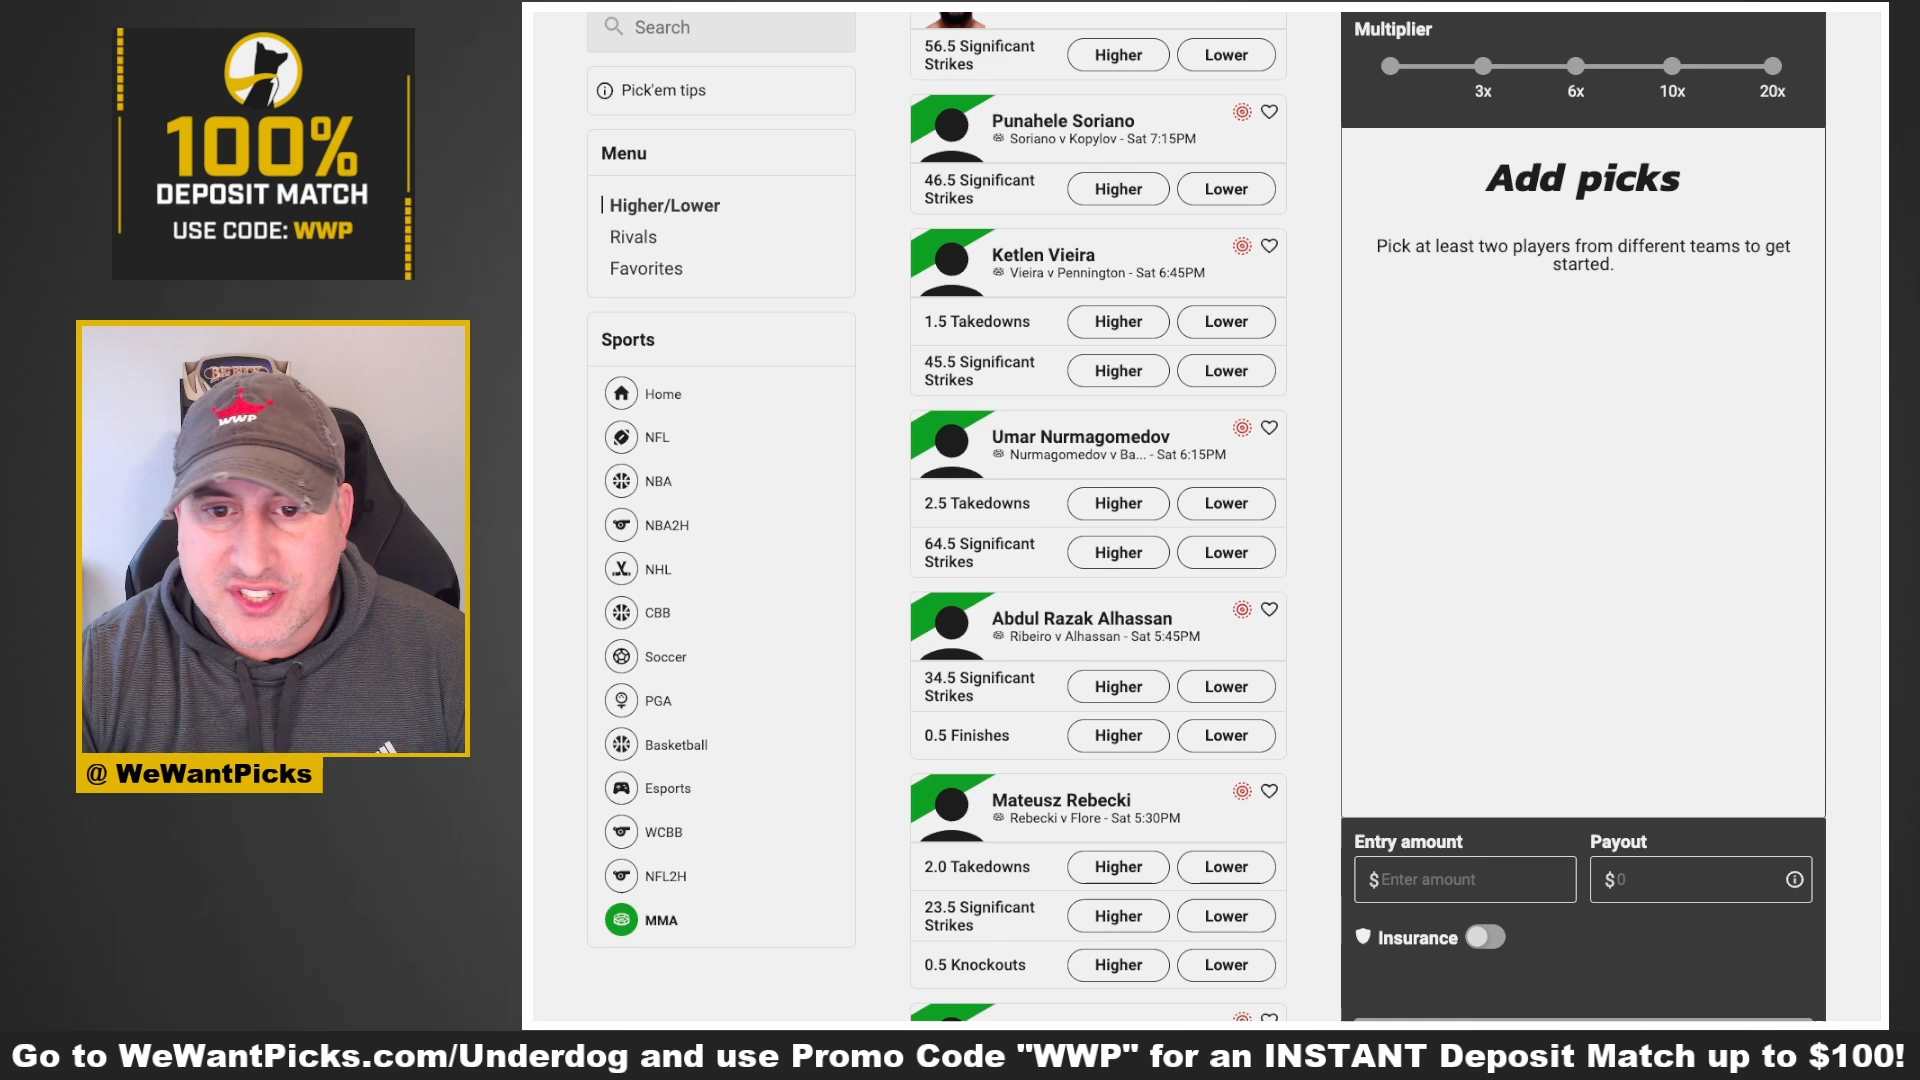 100%
DEPOSIT MATCH
USE CODE: WWP
BIG BUCK
WWP
@ WeWantPicks
Search
Pick'em tips
Menu
Higher/Lower
Rivals
Favorites
Sports
Home
NFL
NBA
NBA2H
NHL
CBB
Soccer
PGA
Basketball
Esports
WCBB
NFL2H
MMA
56.5 Significant
Strikes
Higher
Lower
Punahele Soriano
Soriano v Kopylov - Sat 7:15PM
46.5 Significant
Strikes
Higher
Lower
Ketlen Vieira
Vieira v Pennington - Sat 6:45PM
1.5 Takedowns
Higher
Lower
45.5 Significant
Strikes
Higher
Lower
Umar Nurmagomedov
Nurmagomedov v Ba... - Sat 6:15PM
2.5 Takedowns
Higher
Lower
64.5 Significant
Strikes
Higher
Lower
Abdul Razak Alhassan
Ribeiro v Alhassan - Sat 5:45PM
34.5 Significant
Strikes
Higher
Lower
0.5 Finishes
Higher
Lower
Mateusz Rebecki
Rebecki v Flore - Sat 5:30PM
2.0 Takedowns
Higher
Lower
23.5 Significant
Strikes
Higher
Lower
0.5 Knockouts
Higher
Lower
Multiplier
3x
6x
10x
20x
Add picks
Pick at least two players from different teams to get
started.
Entry amount
Payout
$Enter amount
$0
Insurance
Go to WeWantPicks.com/Underdog and use Promo Code "WWP" for an INSTANT Deposit Match up to $100!